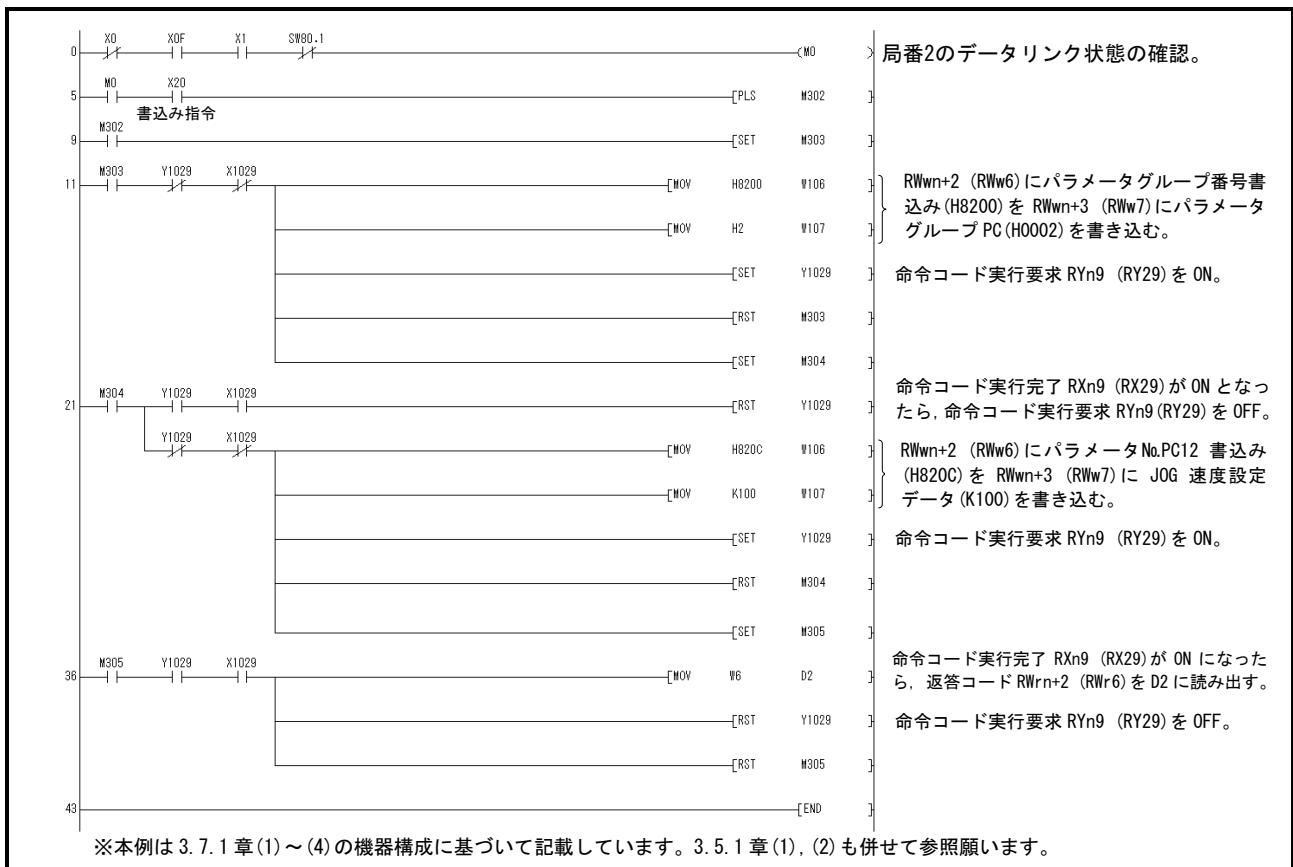 X0 X0F X1 SW80.1
0 (M0 局番2のデータリンク状態の確認。
M0 X20
5 [PLS M302 ]
書込み指令
M302
9 [SET M303 ]
M303 Y1029 X1029
11 [MOV H8200 W106 ] RWwn+2 (RWw6)にパラメータグループ番号書
込み(H8200)を RWwn+3 (RWw7)にパラメータ
[MOV H2 W107 ] グループ PC(H0002)を書き込む。
[SET Y1029 ] 命令コード実行要求 RYn9 (RY29)を ON。
[RST M303 ]
[SET M304 ]
M304 Y1029 X1029 命令コード実行完了 RXn9 (RX29)が ON となっ
21 [RST Y1029 ] たら,命令コード実行要求 RYn9(RY29)を OFF。
Y1029 X1029
[MOV H820C W106 ] RWwn+2 (RWw6)にパラメータ№PC12 書込み
(H820C)を RWwn+3 (RWw7)に JOG 速度設定
[MOV K100 W107 ] データ(K100)を書き込む。
[SET Y1029 ] 命令コード実行要求 RYn9 (RY29)を ON。
[RST M304 ]
[SET M305 ]
M305 Y1029 X1029 命令コード実行完了 RXn9 (RX29)が ON になった
36 [MOV W6 D2 ] ら, 返答コード RWrn+2 (RWr6)を D2 に読み出す。
[RST Y1029 ] 命令コード実行要求 RYn9 (RY29)を OFF。
[RST M305 ]
43 [END ]
※本例は 3.7.1 章(1)～(4)の機器構成に基づいて記載しています。3.5.1 章(1),(2)も併せて参照願います。